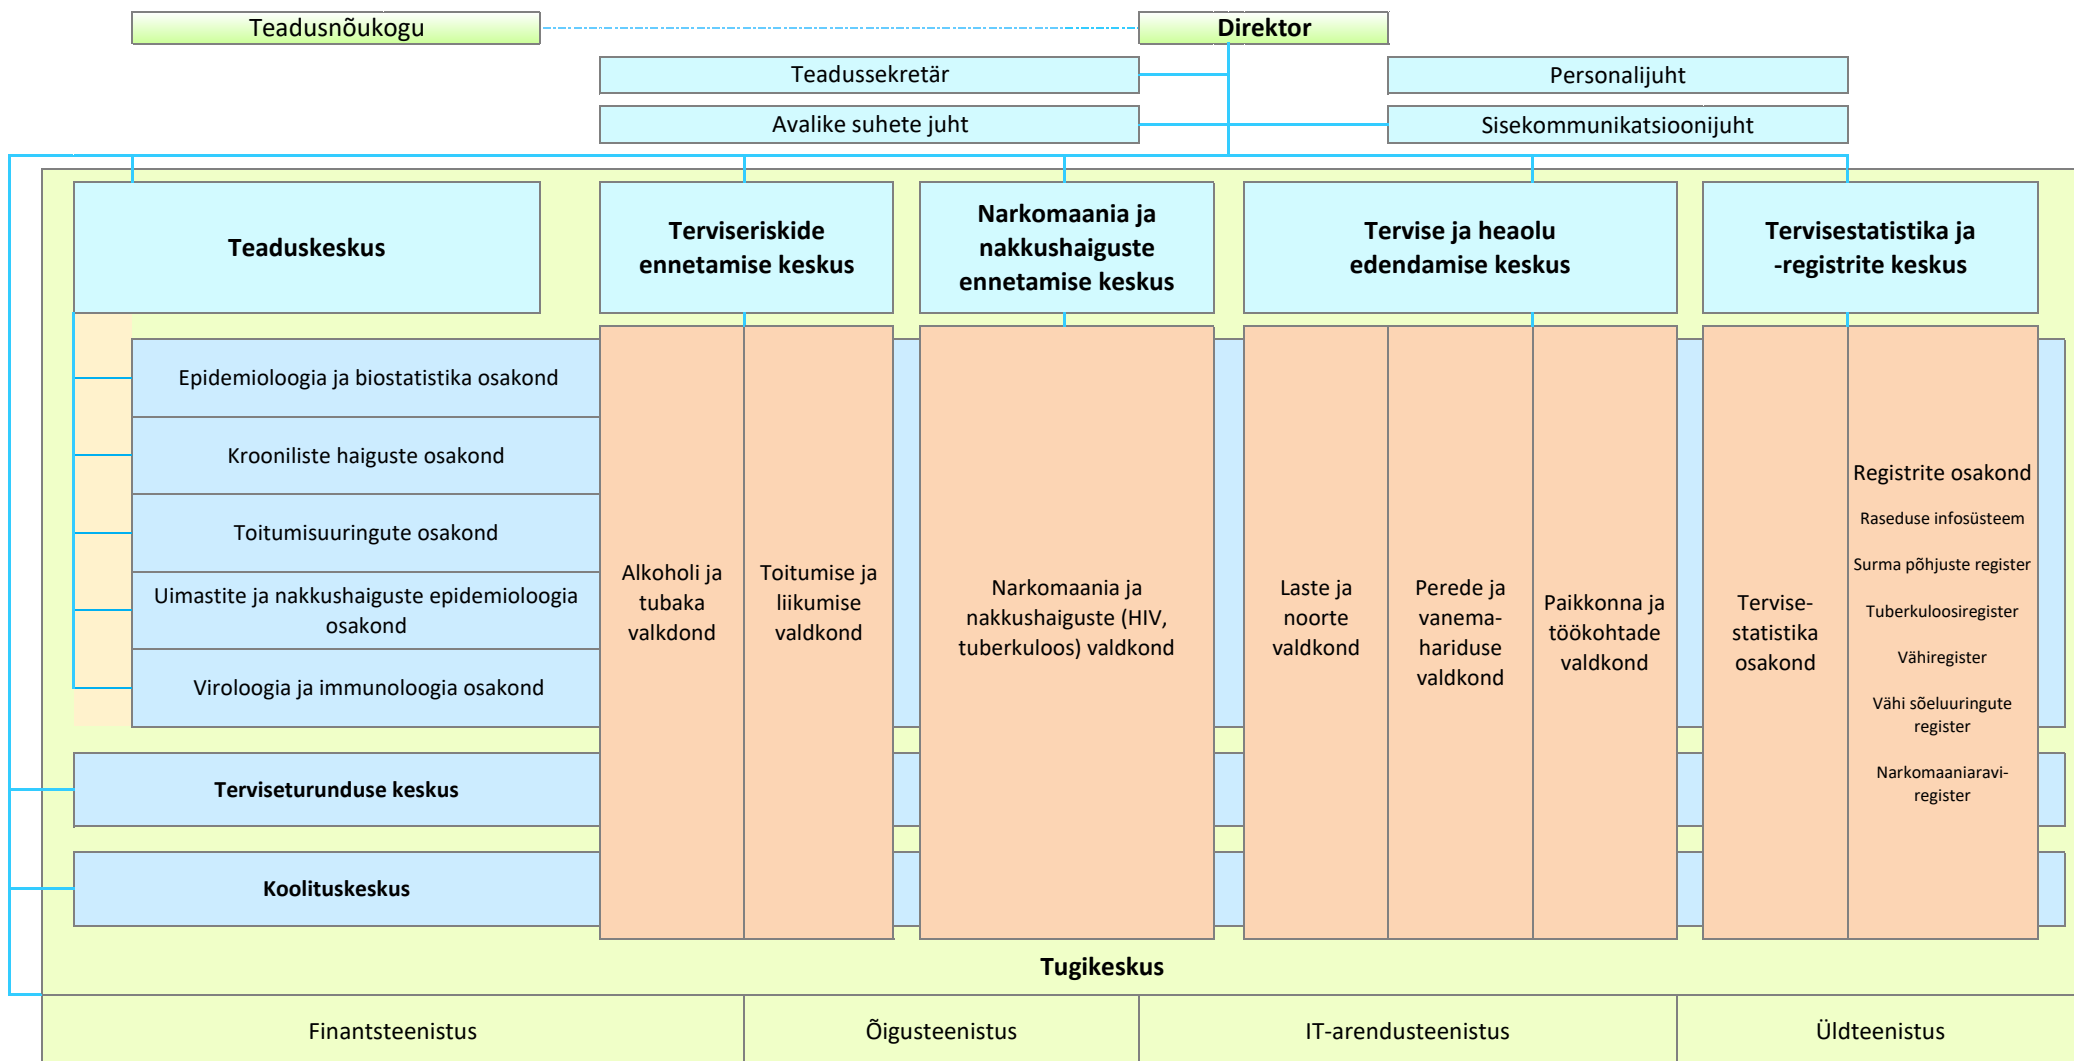 Teadusnõukogu
Direktor
Teadussekretär
Personalijuht
Avalike suhete juht
Sisekommunikatsioonijuht
Teaduskeskus
Terviseriskide
ennetamise keskus
Narkomaania ja
nakkushaiguste
ennetamise keskus
Tervise ja heaolu
edendamise keskus
Tervisestatistika ja
-registrite keskus
Epidemioloogia ja biostatistika osakond
Krooniliste haiguste osakond
Toitumisuuringute osakond
Uimastite ja nakkushaiguste epidemioloogia
osakond
Viroloogia ja immunoloogia osakond
Alkoholi ja
tubaka
valkdond
Toitumise ja
liikumise
valdkond
Narkomaania ja
nakkushaiguste (HIV,
tuberkuloos) valdkond
Laste ja
noorte
valdkond
Perede ja
vanema-
hariduse
valdkond
Paikkonna ja
töökohtade
valdkond
Tervise-
statistika
osakond
Registrite osakond
Raseduse infosüsteem
Surma põhjuste register
Tuberkuloosiregister
Vähiregister
Vähi sõeluuringute
register
Narkomaaniaravi-
register
Terviseturunduse keskus
Koolituskeskus
Tugikeskus
Finantsteenistus
Õigusteenistus
IT-arendusteenistus
Üldteenistus